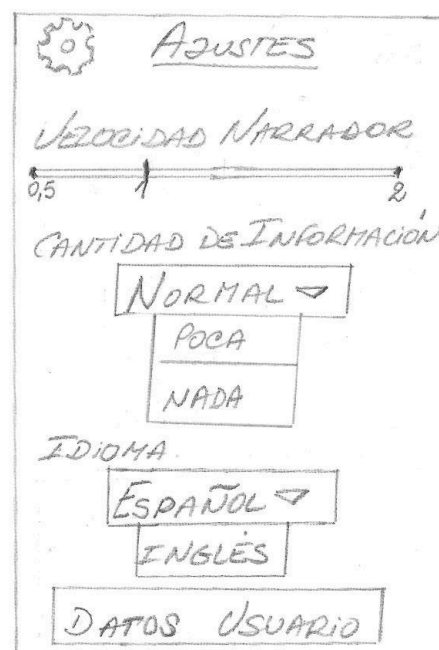 AJUSTES
VELOCIDAD NARRADOR
0,5 1 2
CANTIDAD DE INFORMACIÓN
NORMAL
POCA
NADA
IDIOMA
ESPAÑOL
INGLÉS
DATOS USUARIO